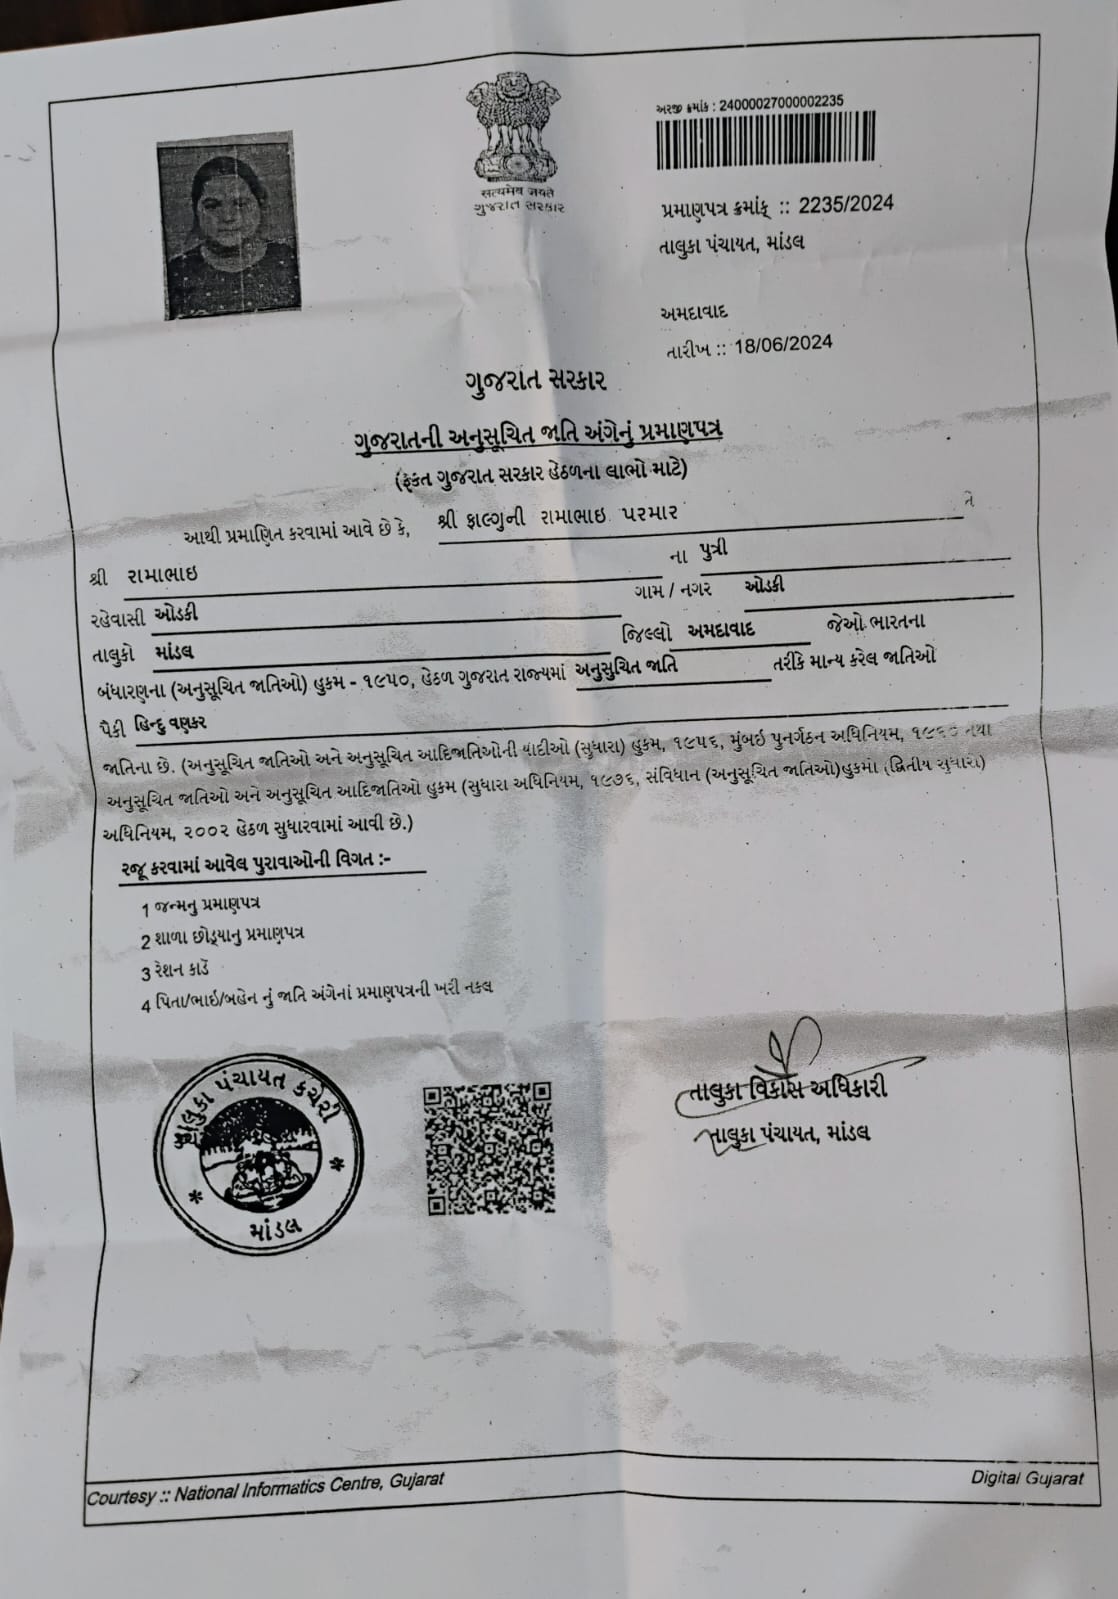 અરજી ક્રમાંક : 24000027000002235
સત્યમેવ જયતે
ગુજરાત સરકાર
પ્રમાણપત્ર ક્રમાંક્ :: 2235/2024
તાલુકા પંચાયત, માંડલ
અમદાવાદ
તારીખ :: 18/06/2024
ગુજરાત સરકાર
ગુજરાતની અનુસૂચિત જાતિ અંગેનું પ્રમાણપત્ર
(ફકત ગુજરાત સરકાર હેઠળના લાભો માટે)
આથી પ્રમાણિત કરવામાં આવે છે કે, શ્રી ફાલ્ગુની રામાભાઇ પરમાર તે
શ્રી રામાભાઇ ના પુત્રી
રહેવાસી ઓડકી ગામ / નગર ઓડકી
તાલુકો માંડલ જિલ્લો અમદાવાદ જેઓ ભારતના
બંધારણના (અનુસૂચિત જાતિઓ) હુકમ - ૧૯૫૦, હેઠળ ગુજરાત રાજ્યમાં અનુસુચિત જાતિ તરીકે માન્ય કરેલ જાતિઓ
પૈકી હિન્દુ વણકર
જાતિના છે. (અનુસૂચિત જાતિઓ અને અનુસૂચિત આદિજાતિઓની યાદીઓ (સુધારા) હુકમ, ૧૯૫૬, મુંબઇ પુનર્ગઠન અધિનિયમ, ૧૯૬૦ તથા
અનુસૂચિત જાતિઓ અને અનુસૂચિત આદિજાતિઓ હુકમ (સુધારા અધિનિયમ, ૧૯૭૬, સંવિધાન (અનુસૂચિત જાતિઓ)હુકમો (દ્વિતીય સુધારા)
અધિનિયમ, ૨૦૦૨ હેઠળ સુધારવામાં આવી છે.)
રજૂ કરવામાં આવેલ પુરાવાઓની વિગત :-
1 જન્મનુ પ્રમાણપત્ર
2 શાળા છોડ્યાનુ પ્રમાણપત્ર
3 રેશન કાર્ડ
4 પિતા/ભાઇ/બહેન નું જાતિ અંગેનાં પ્રમાણપત્રની ખરી નકલ
તાલુકા પંચાયત કચેરી
* *
માંડલ
તાલુકા વિકાસ અધિકારી
તાલુકા પંચાયત, માંડલ
Courtesy :: National Informatics Centre, Gujarat
Digital Gujarat